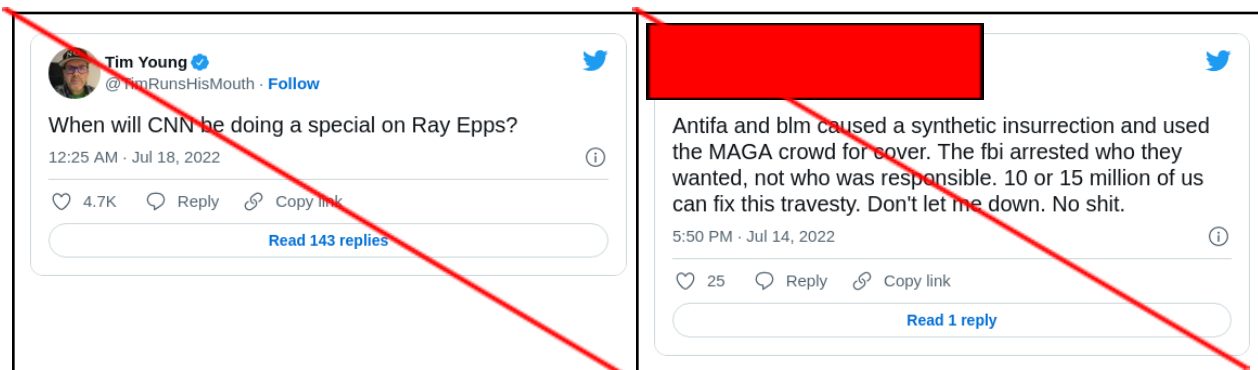 Tim Young
@TimRunsHisMouth · Follow
When will CNN be doing a special on Ray Epps?
12:25 AM · Jul 18, 2022
4.7K Reply Copy link
Read 143 replies
Antifa and blm caused a synthetic insurrection and used
the MAGA crowd for cover. The fbi arrested who they
wanted, not who was responsible. 10 or 15 million of us
can fix this travesty. Don't let me down. No shit.
5:50 PM · Jul 14, 2022
25 Reply Copy link
Read 1 reply